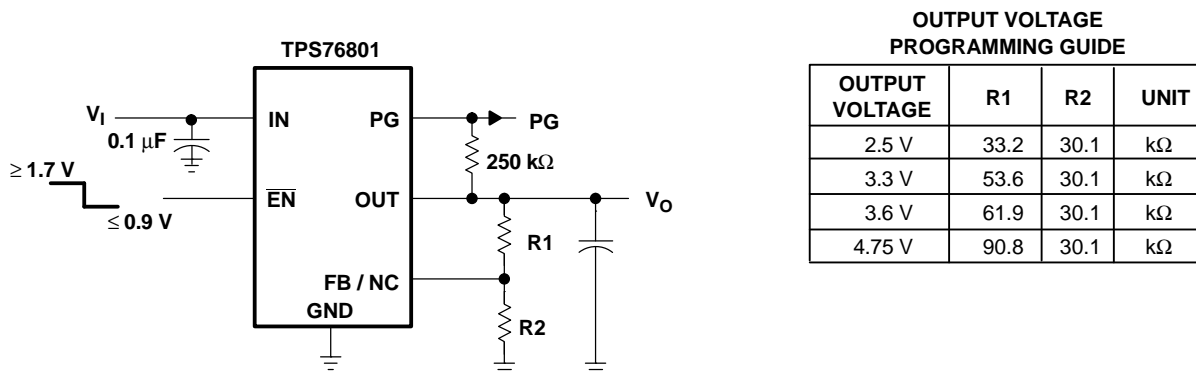 TPS76801
V_I
0.1 μF
IN
PG
PG
250 kΩ
≥ 1.7 V
≤ 0.9 V
E̅N̅
OUT
V_O
R1
FB / NC
GND
R2
OUTPUT VOLTAGE
PROGRAMMING GUIDE
OUTPUT VOLTAGE R1 R2 UNIT
2.5 V 33.2 30.1 kΩ
3.3 V 53.6 30.1 kΩ
3.6 V 61.9 30.1 kΩ
4.75 V 90.8 30.1 kΩ